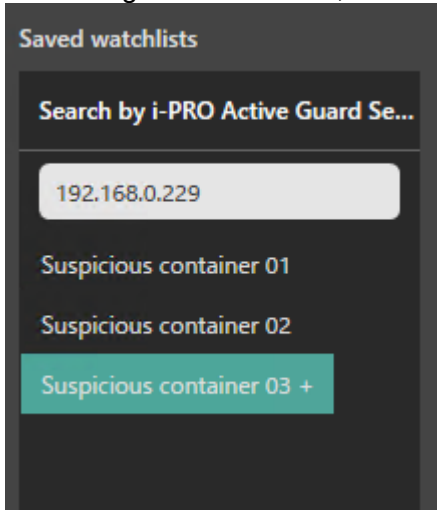 Saved watchlists
Search by i-PRO Active Guard Se...
192.168.0.229
Suspicious container 01
Suspicious container 02
Suspicious container 03 +